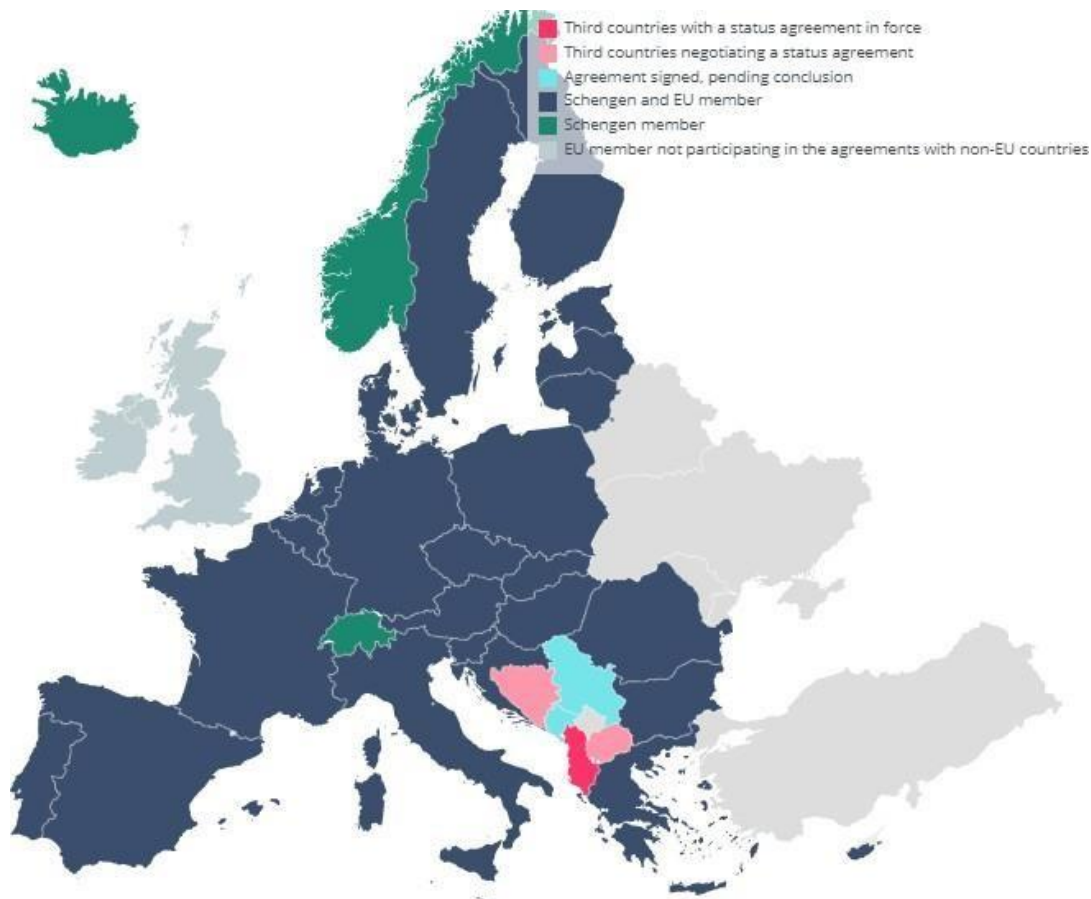 Third countries with a status agreement in force
Third countries negotiating a status agreement
Agreement signed, pending conclusion
Schengen and EU member
Schengen member
EU member not participating in the agreements with non-EU countries